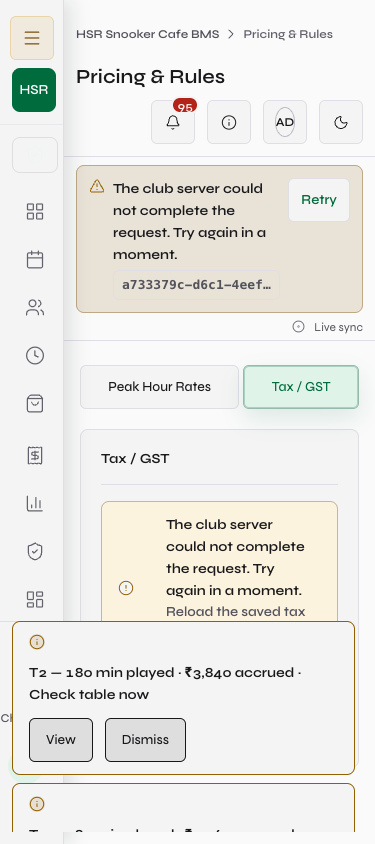 HSR Snooker Cafe BMS > Pricing & Rules
Pricing & Rules
HSR
95
AD
The club server could
not complete the
request. Try again in a
moment.
Retry
a733379c-d6c1-4eef…
Live sync
Peak Hour Rates
Tax / GST
Tax / GST
The club server
could not complete
the request. Try
again in a moment.
Reload the saved tax
T2 — 180 min played · ₹3,840 accrued ·
Check table now
View
Dismiss